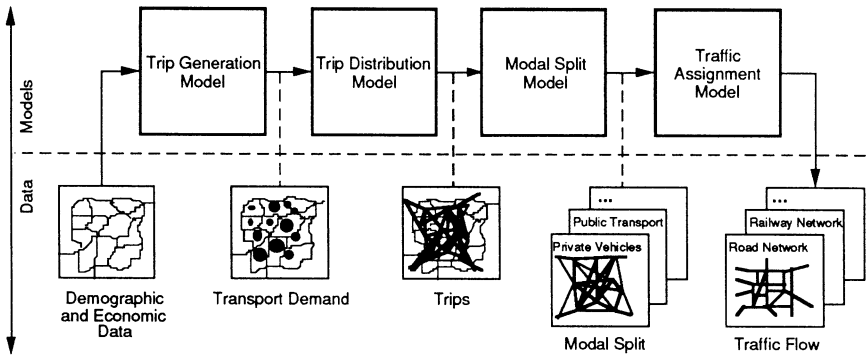 Models
Data
Trip Generation
Model
Trip Distribution
Model
Modal Split
Model
Traffic
Assignment
Model
Demographic
and Economic
Data
Transport Demand
Trips
...
Public Transport
Private Vehicles
Modal Split
...
Railway Network
Road Network
Traffic Flow